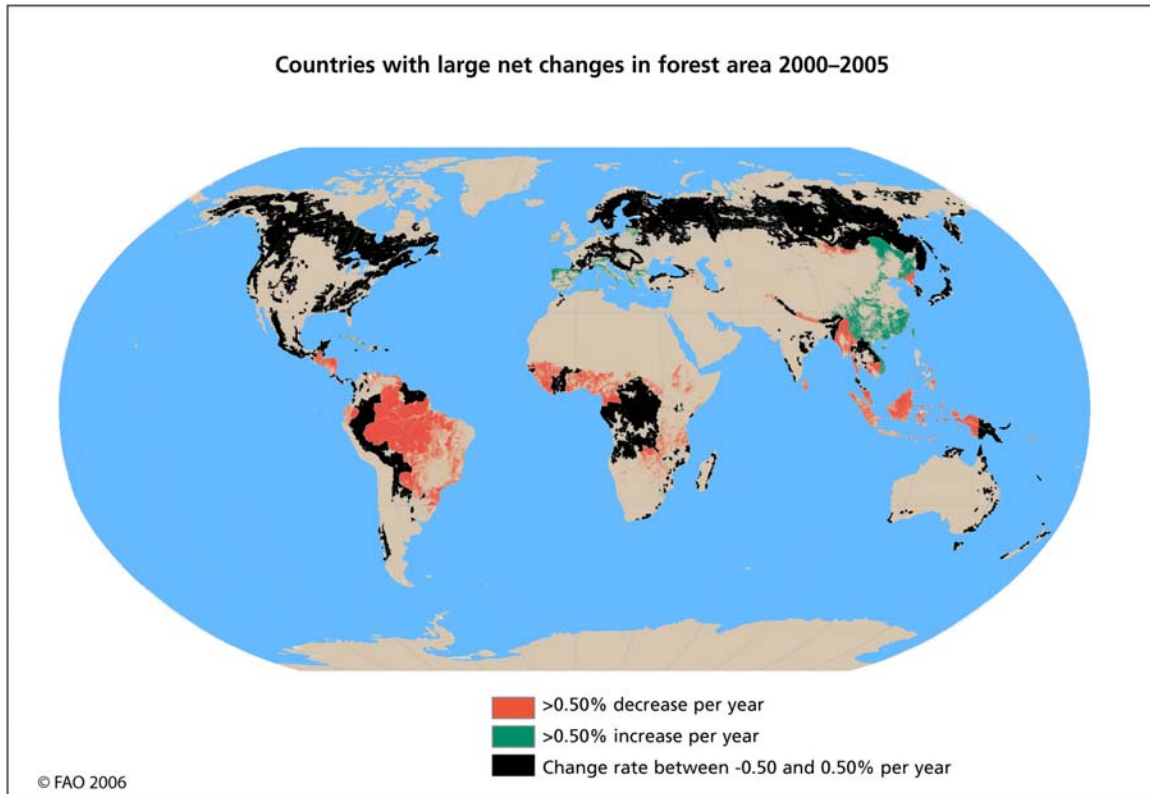 Countries with large net changes in forest area 2000–2005
>0.50% decrease per year
>0.50% increase per year
Change rate between -0.50 and 0.50% per year
© FAO 2006